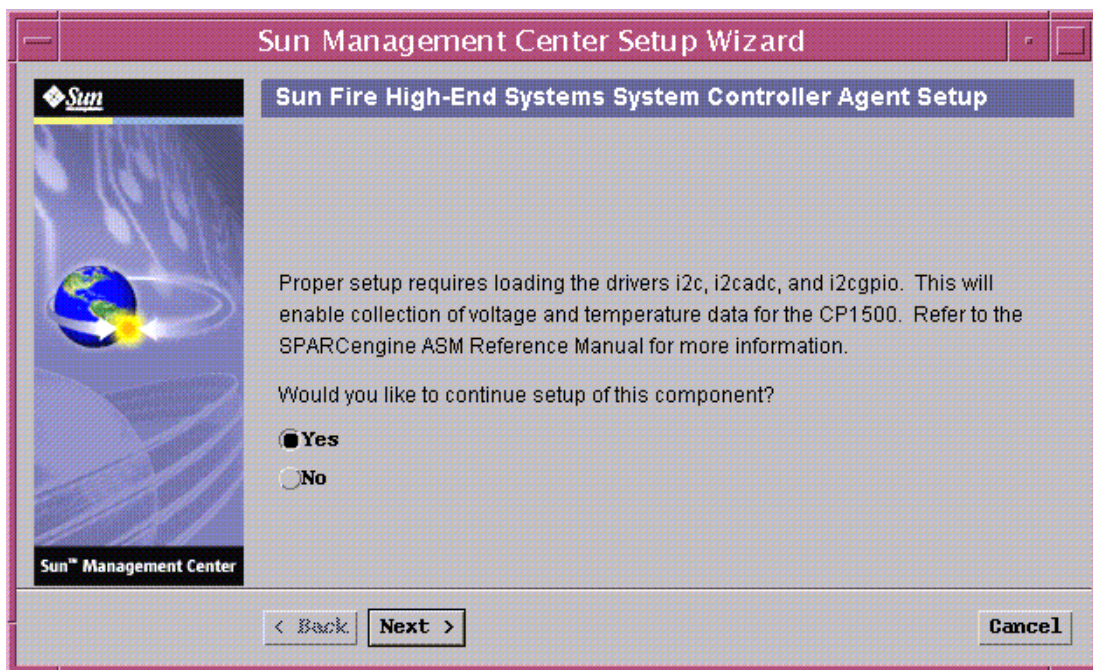 Sun Management Center Setup Wizard
Sun
Sun Fire High-End Systems System Controller Agent Setup
Proper setup requires loading the drivers i2c, i2cadc, and i2cgpio. This will
enable collection of voltage and temperature data for the CP1500. Refer to the
SPARCengine ASM Reference Manual for more information.
Would you like to continue setup of this component?
Yes
No
Sun™ Management Center
< Back
Next >
Cancel